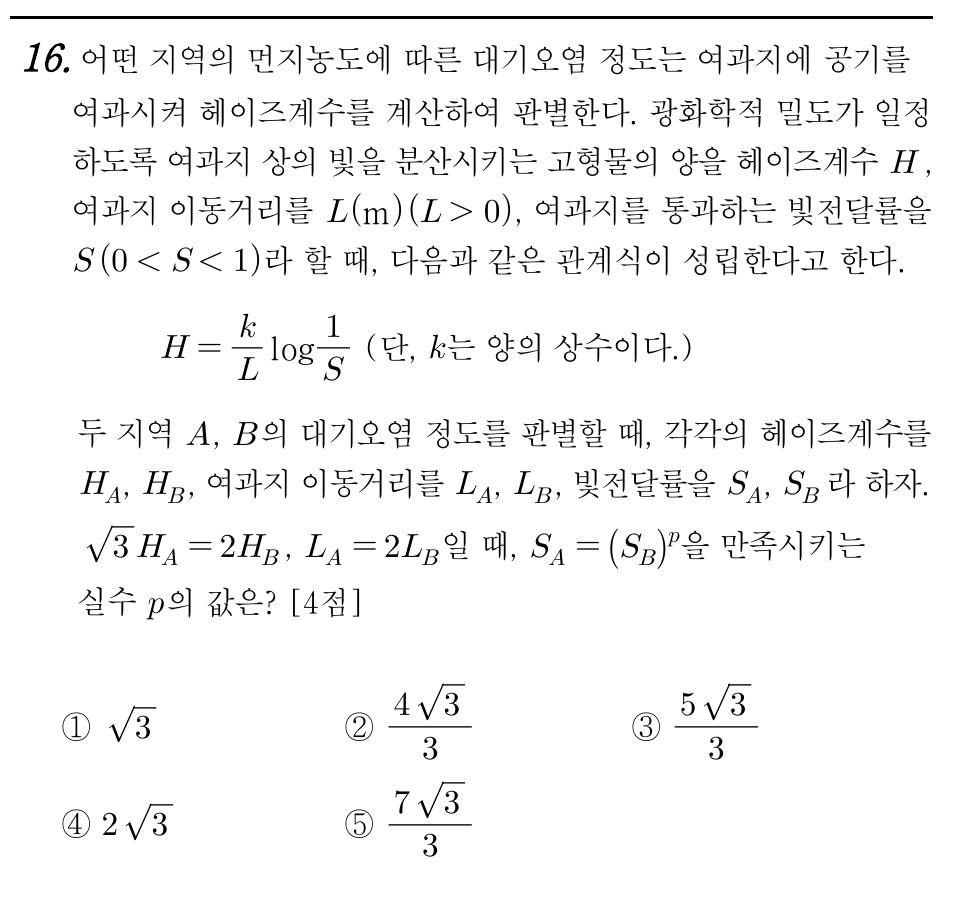 16. 어떤 지역의 먼지농도에 따른 대기오염 정도는 여과지에 공기를
여과시켜 헤이즈계수를 계산하여 판별한다. 광화학적 밀도가 일정
하도록 여과지 상의 빛을 분산시키는 고형물의 양을 헤이즈계수 H,
여과지 이동거리를 L(m)(L > 0), 여과지를 통과하는 빛전달률을
S(0 < S < 1)라 할 때, 다음과 같은 관계식이 성립한다고 한다.
H = \frac{k}{L} log \frac{1}{S} (단, k는 양의 상수이다.)
두 지역 A, B의 대기오염 정도를 판별할 때, 각각의 헤이즈계수를
H_A, H_B, 여과지 이동거리를 L_A, L_B, 빛전달률을 S_A, S_B라 하자.
√3 H_A = 2H_B, L_A = 2L_B일 때, S_A = (S_B)^p을 만족시키는
실수 p의 값은? [4점]
① √3 ② \frac{4√3}{3} ③ \frac{5√3}{3}
④ 2√3 ⑤ \frac{7√3}{3}